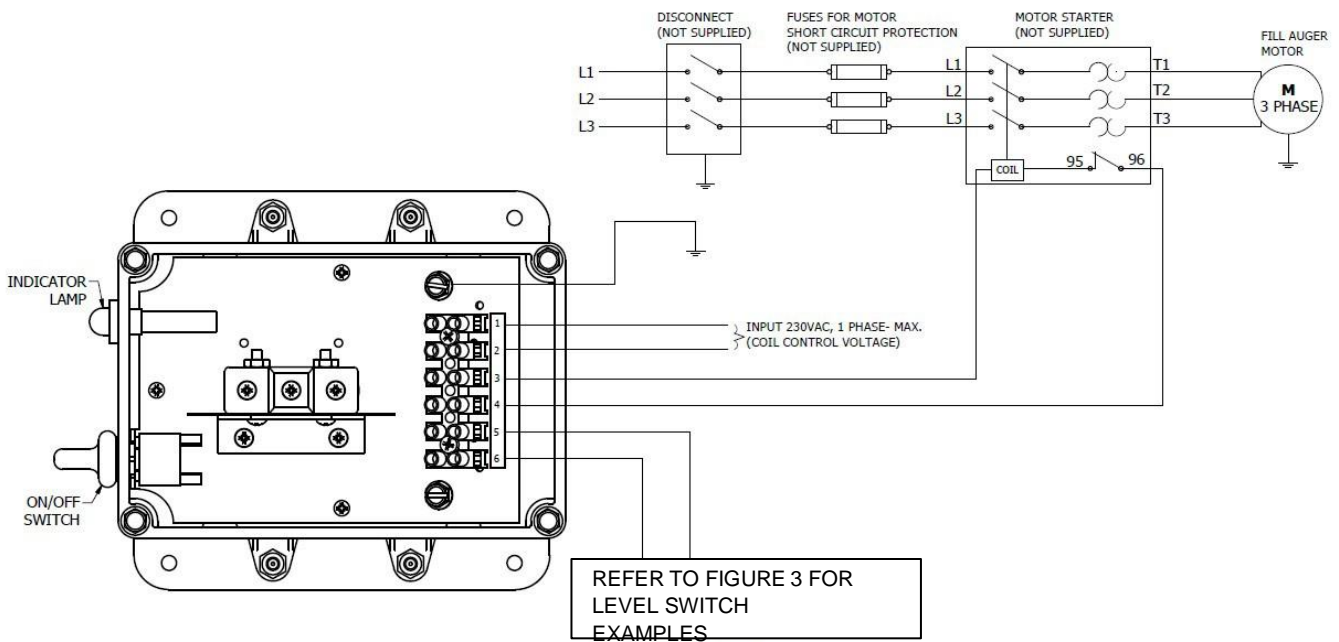 DISCONNECT
(NOT SUPPLIED)
FUSES FOR MOTOR
SHORT CIRCUIT PROTECTION
(NOT SUPPLIED)
MOTOR STARTER
(NOT SUPPLIED)
FILL AUGER
MOTOR
L1
L2
L3
L1
L2
L3
T1
T2
T3
M
3 PHASE
COIL
95
96
INDICATOR
LAMP
ON/OFF
SWITCH
1
2
3
4
5
6
INPUT 230VAC, 1 PHASE- MAX.
(COIL CONTROL VOLTAGE)
REFER TO FIGURE 3 FOR
LEVEL SWITCH
EXAMPLES